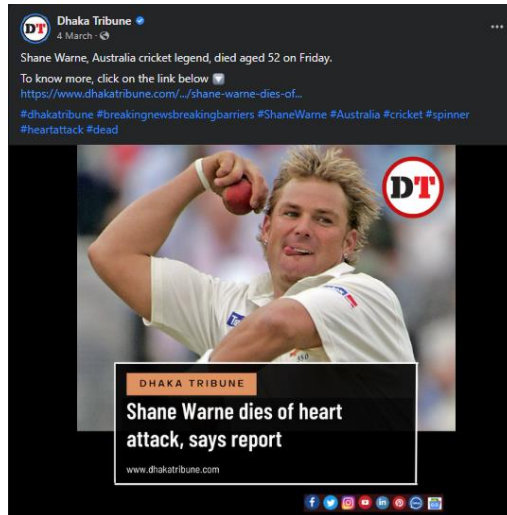 DT
Dhaka Tribune
4 March
Shane Warne, Australia cricket legend, died aged 52 on Friday.
To know more, click on the link below
https://www.dhakatribune.com/.../shane-warne-dies-of...
#dhakatribune #breakingnewsbreakingbarriers #ShaneWarne #Australia #cricket #spinner
#heartattack #dead
DT
DHAKA TRIBUNE
Shane Warne dies of heart
attack, says report
www.dhakatribune.com